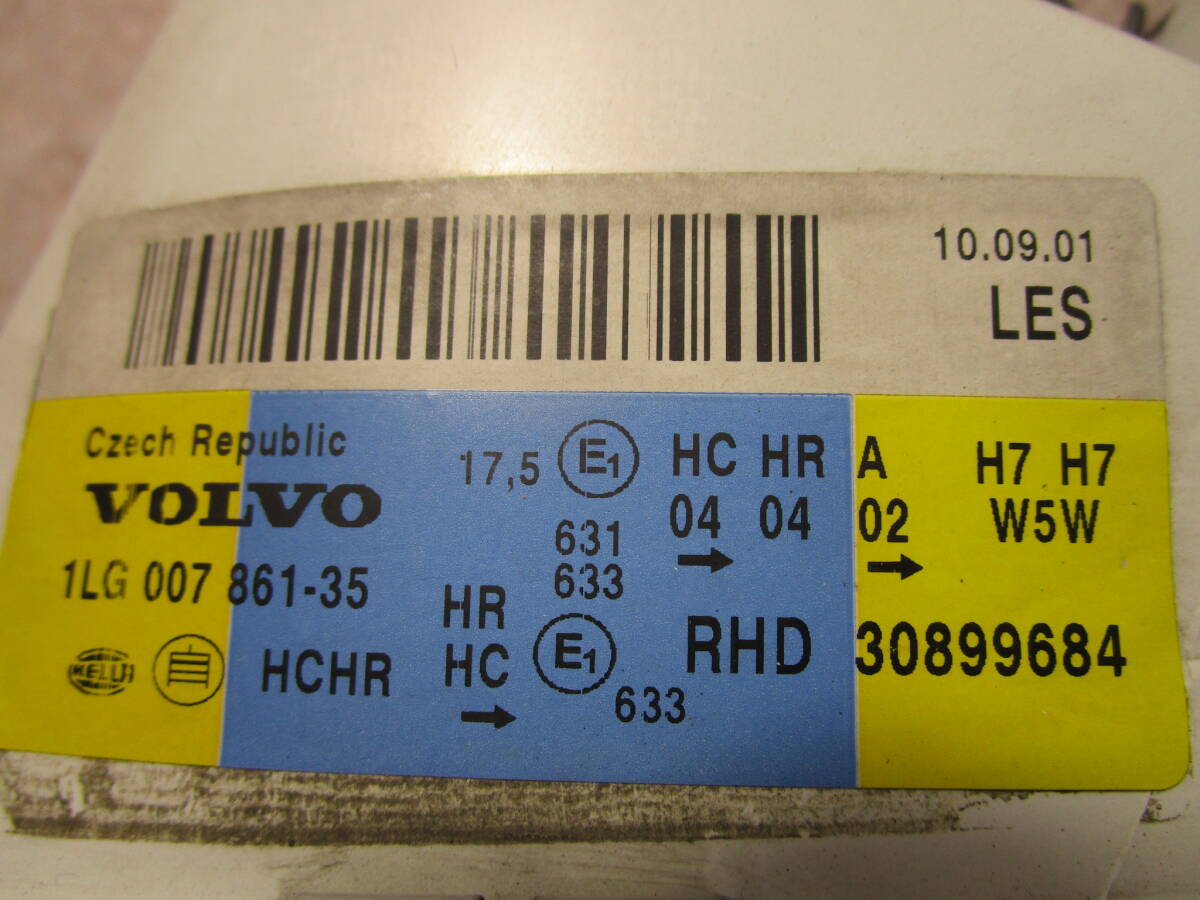 10.09.01
LES
Czech Republic
VOLVO
1LG 007 861-35
HELLA
HCHR
17,5 E1 HC HR A H7 H7
04 04 02 W5W
631
633
HR
HC E1
633
RHD 30899684